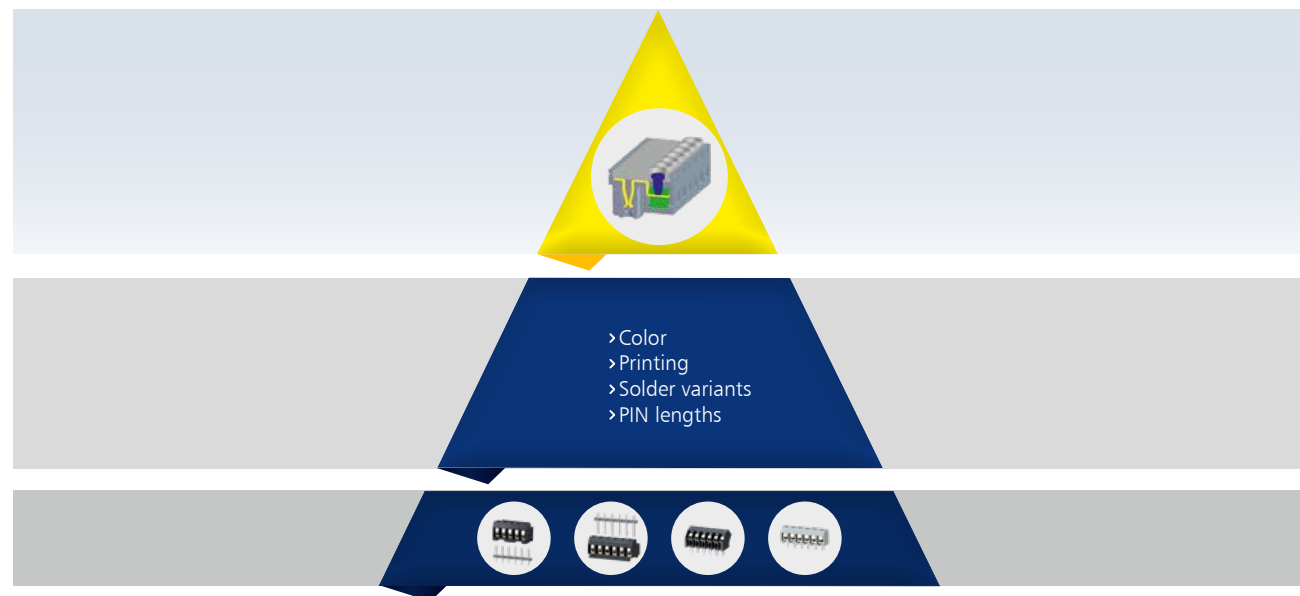 › Color
› Printing
› Solder variants
› PIN lengths